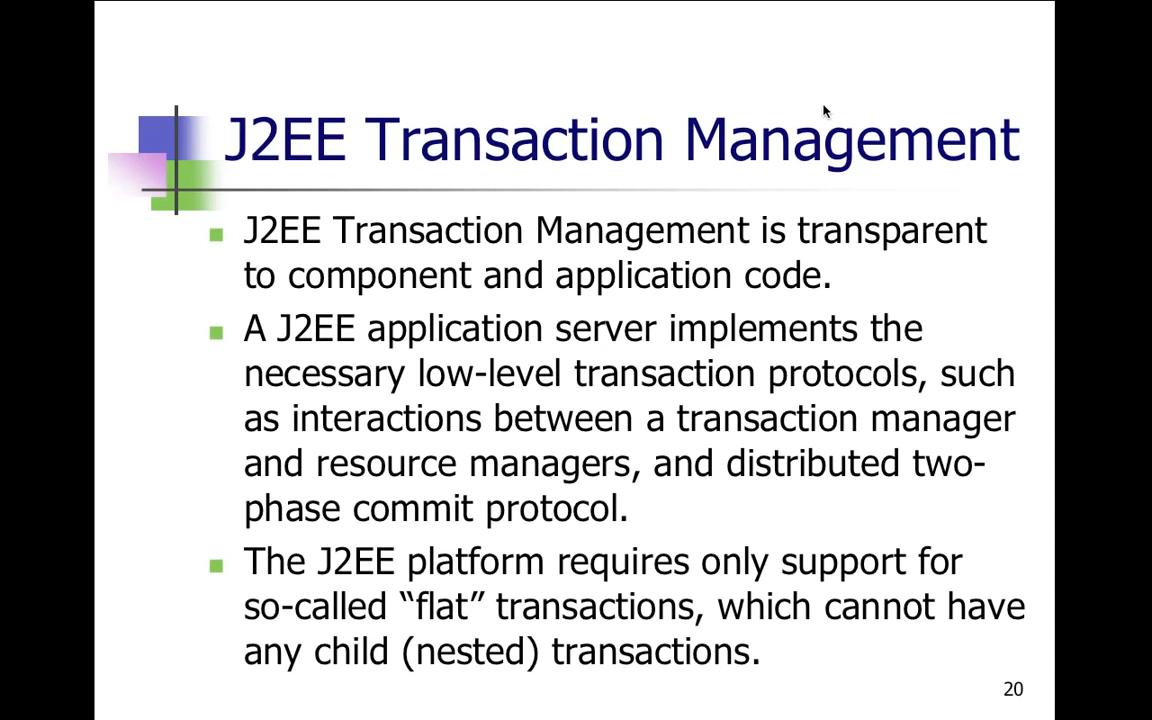 J2EE Transaction Management
J2EE Transaction Management is transparent
to component and application code.
A J2EE application server implements the
necessary low-level transaction protocols, such
as interactions between a transaction manager
and resource managers, and distributed two-
phase commit protocol.
The J2EE platform requires only support for
so-called “flat” transactions, which cannot have
any child (nested) transactions.
20